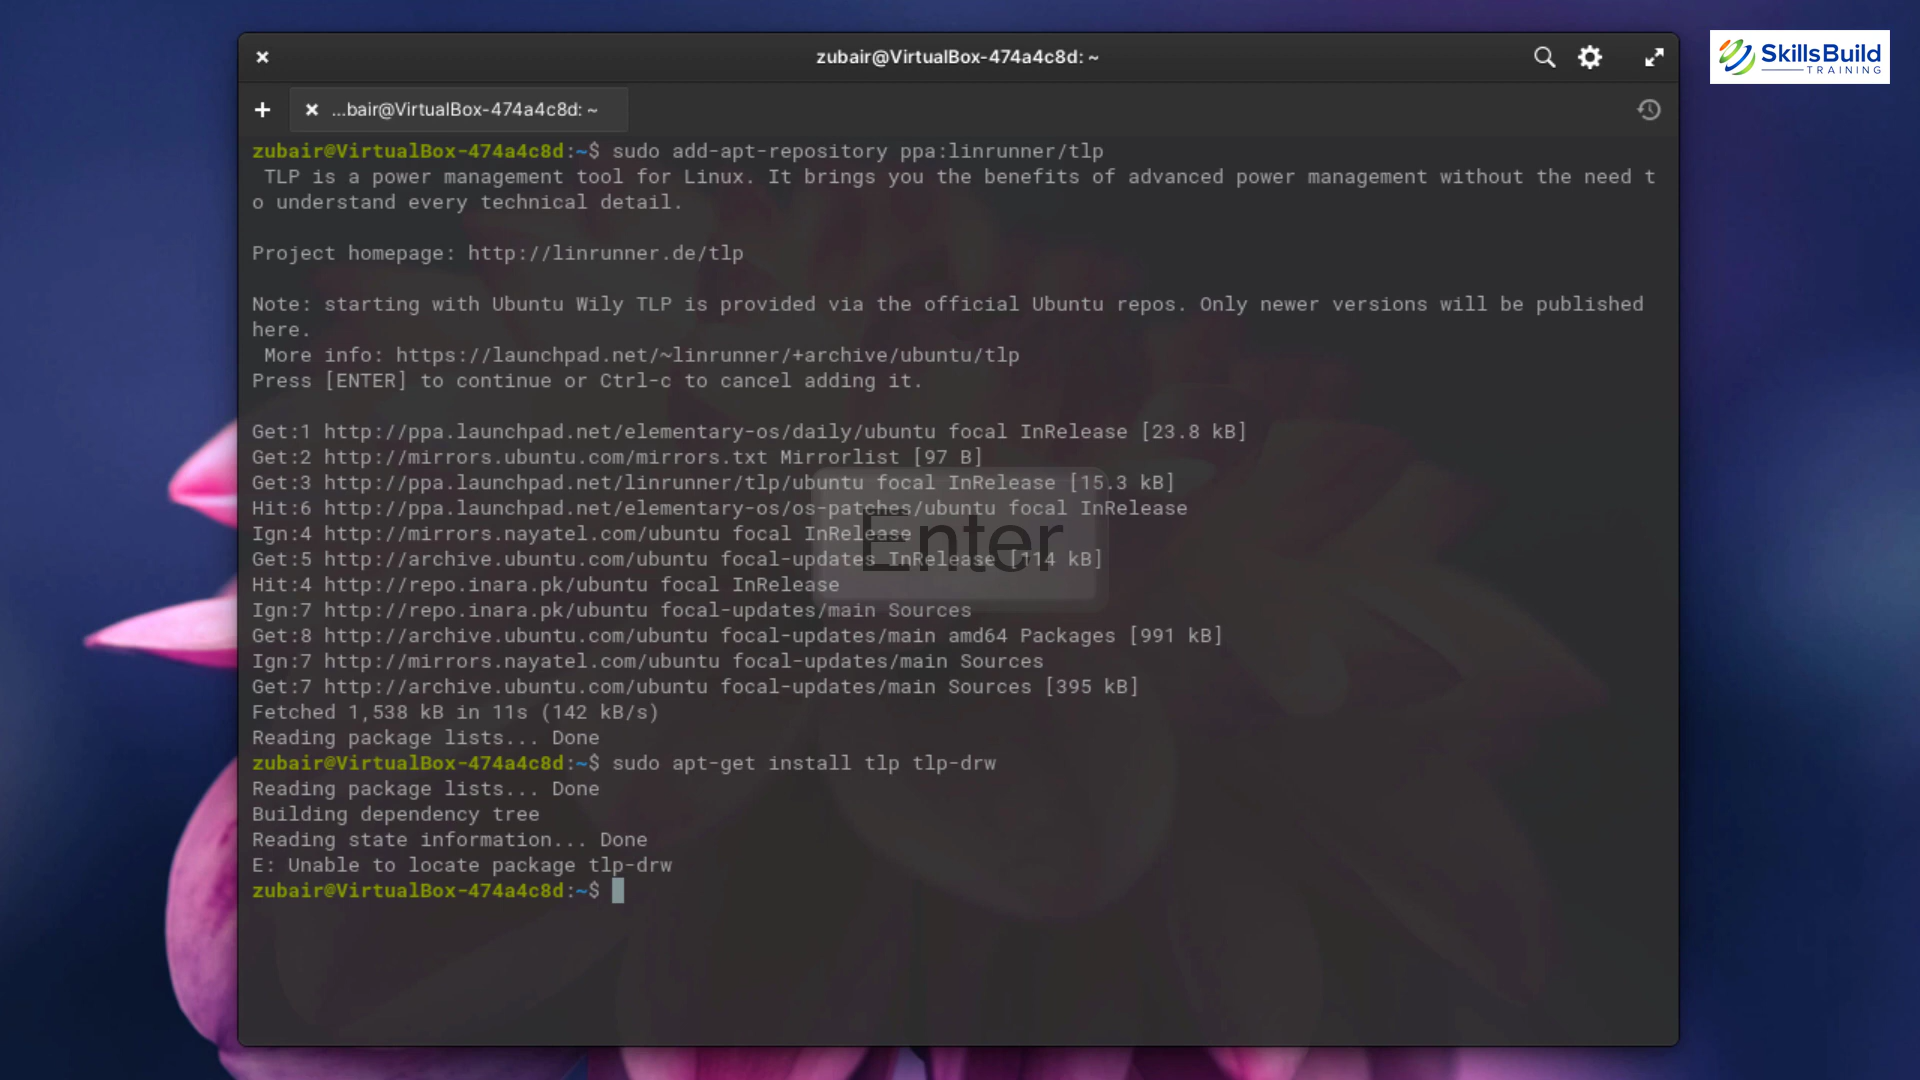 zubair@VirtualBox-474a4c8d: ~
SkillsBuild
TRAINING
...bair@VirtualBox-474a4c8d: ~
zubair@VirtualBox-474a4c8d:~$ sudo add-apt-repository ppa:linrunner/tlp
TLP is a power management tool for Linux. It brings you the benefits of advanced power management without the need t
o understand every technical detail.
Project homepage: http://linrunner.de/tlp
Note: starting with Ubuntu Wily TLP is provided via the official Ubuntu repos. Only newer versions will be published
here.
More info: https://launchpad.net/~linrunner/+archive/ubuntu/tlp
Press [ENTER] to continue or Ctrl-c to cancel adding it.
Get:1 http://ppa.launchpad.net/elementary-os/daily/ubuntu focal InRelease [23.8 kB]
Get:2 http://mirrors.ubuntu.com/mirrors.txt Mirrorlist [97 B]
Get:3 http://ppa.launchpad.net/linrunner/tlp/ubuntu focal InRelease [15.3 kB]
Hit:6 http://ppa.launchpad.net/elementary-os/os-patches/ubuntu focal InRelease
Ign:4 http://mirrors.nayatel.com/ubuntu focal InRelease
Enter
Get:5 http://archive.ubuntu.com/ubuntu focal-updates InRelease [114 kB]
Hit:4 http://repo.inara.pk/ubuntu focal InRelease
Ign:7 http://repo.inara.pk/ubuntu focal-updates/main Sources
Get:8 http://archive.ubuntu.com/ubuntu focal-updates/main amd64 Packages [991 kB]
Ign:7 http://mirrors.nayatel.com/ubuntu focal-updates/main Sources
Get:7 http://archive.ubuntu.com/ubuntu focal-updates/main Sources [395 kB]
Fetched 1,538 kB in 11s (142 kB/s)
Reading package lists... Done
zubair@VirtualBox-474a4c8d:~$ sudo apt-get install tlp tlp-drw
Reading package lists... Done
Building dependency tree
Reading state information... Done
E: Unable to locate package tlp-drw
zubair@VirtualBox-474a4c8d:~$